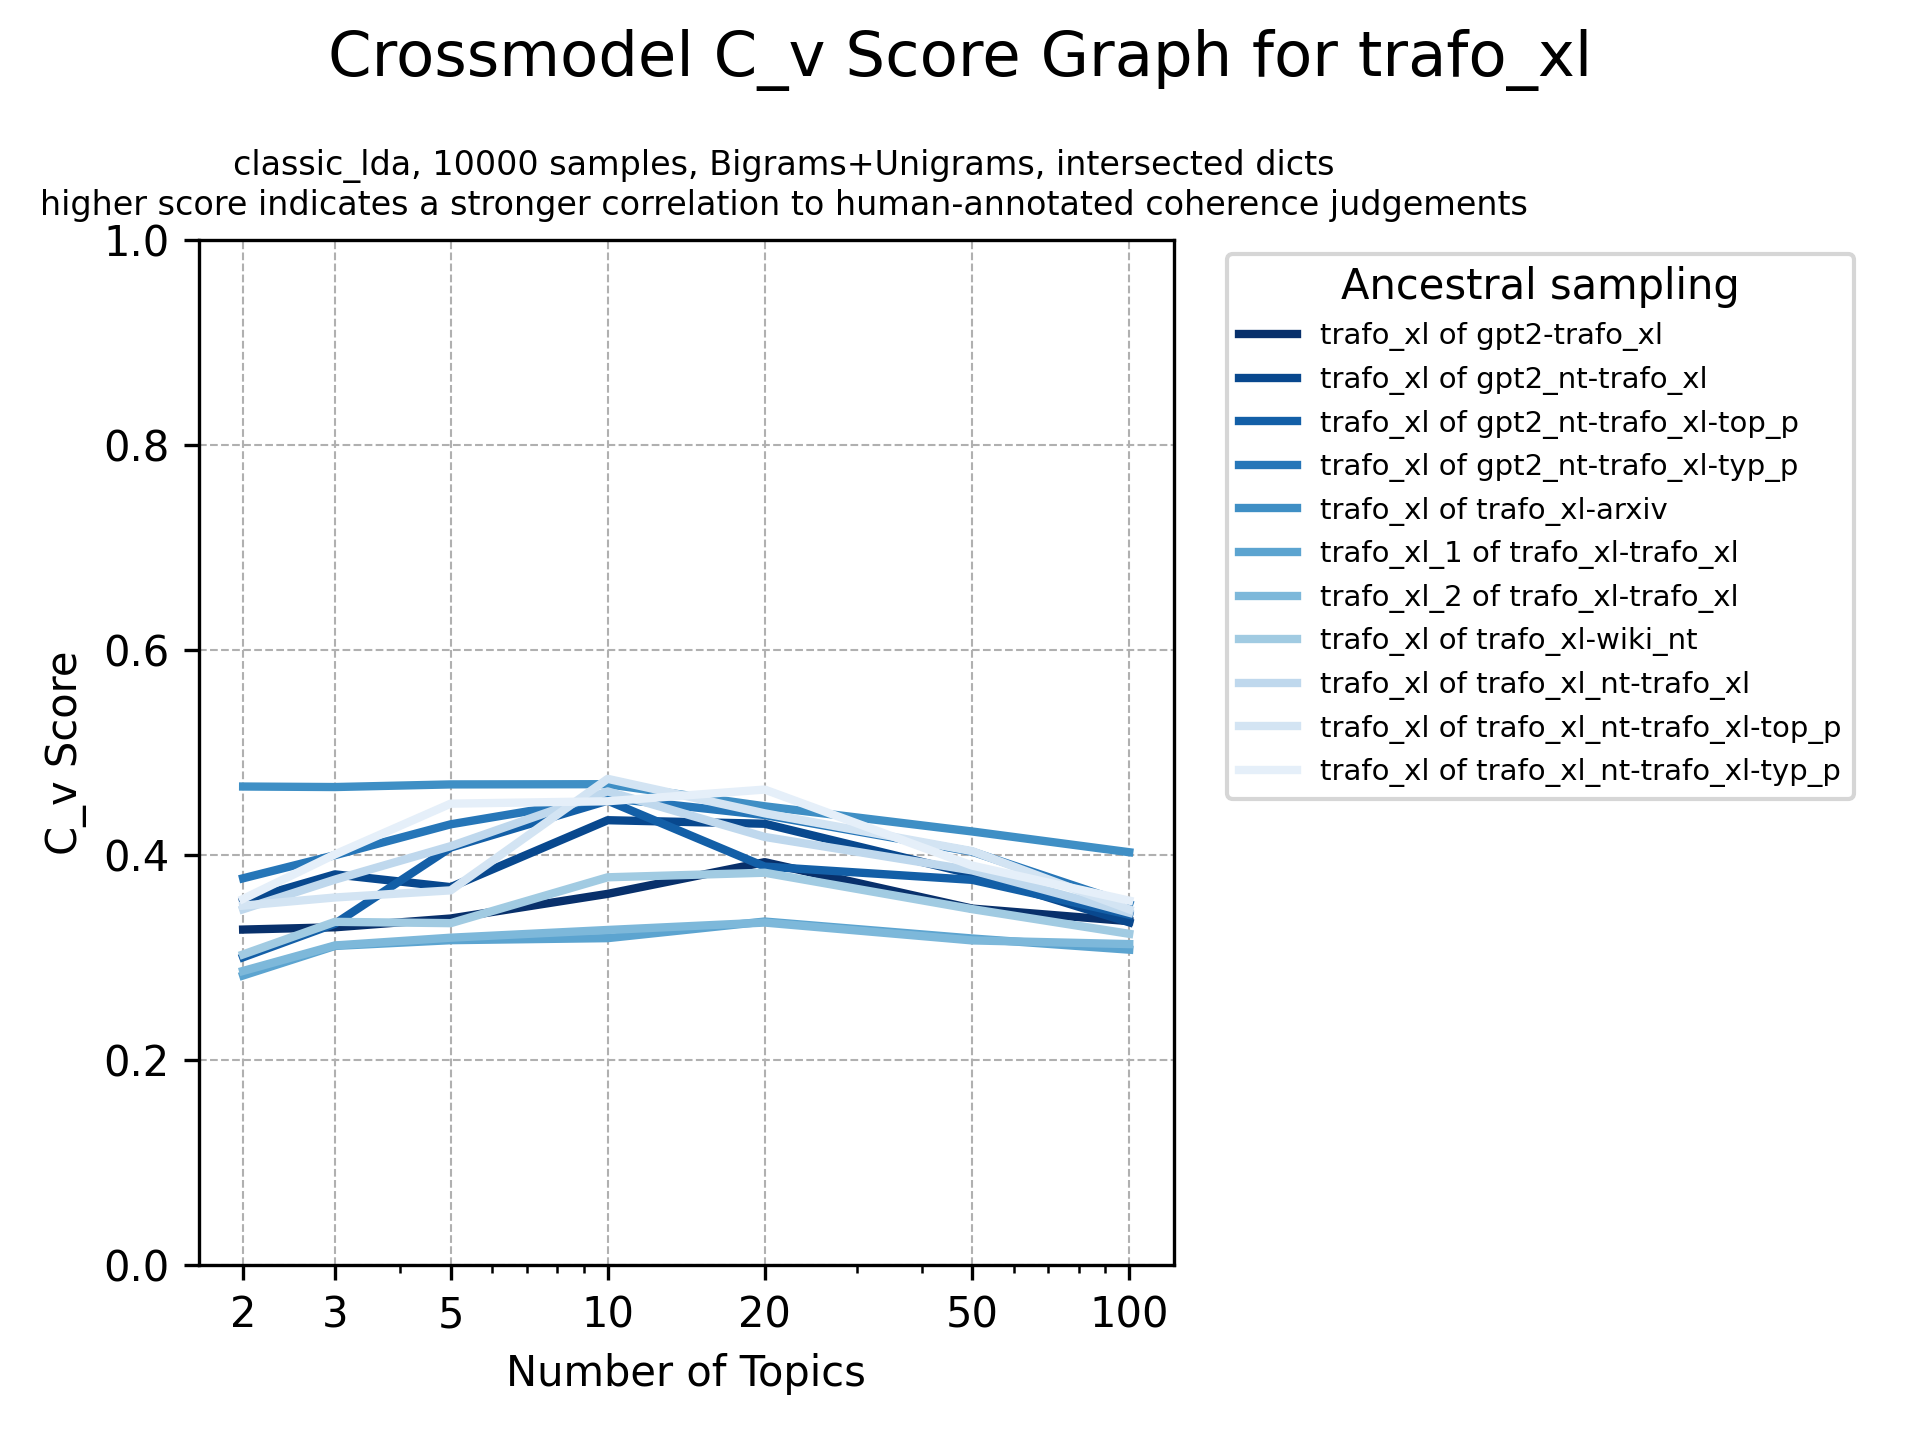 Crossmodel C_v Score Graph for trafo_xl
classic_lda, 10000 samples, Bigrams+Unigrams, intersected dicts
higher score indicates a stronger correlation to human-annotated coherence judgements
C_v Score
1.0
0.8
0.6
0.4
0.2
0.0
2 3 5 10 20 50 100
Number of Topics
Ancestral sampling
trafo_xl of gpt2-trafo_xl
trafo_xl of gpt2_nt-trafo_xl
trafo_xl of gpt2_nt-trafo_xl-top_p
trafo_xl of gpt2_nt-trafo_xl-typ_p
trafo_xl of trafo_xl-arxiv
trafo_xl_1 of trafo_xl-trafo_xl
trafo_xl_2 of trafo_xl-trafo_xl
trafo_xl of trafo_xl-wiki_nt
trafo_xl of trafo_xl_nt-trafo_xl
trafo_xl of trafo_xl_nt-trafo_xl-top_p
trafo_xl of trafo_xl_nt-trafo_xl-typ_p